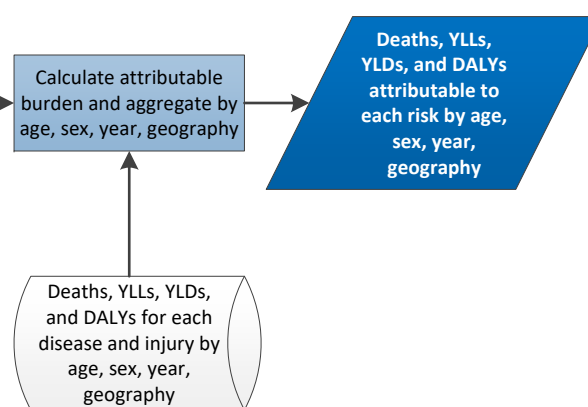 Calculate attributable
burden and aggregate by
age, sex, year, geography
Deaths, YLLs,
YLDs, and DALYs
attributable to
each risk by age,
sex, year,
geography
Deaths, YLLs, YLDs,
and DALYs for each
disease and injury by
age, sex, year,
geography